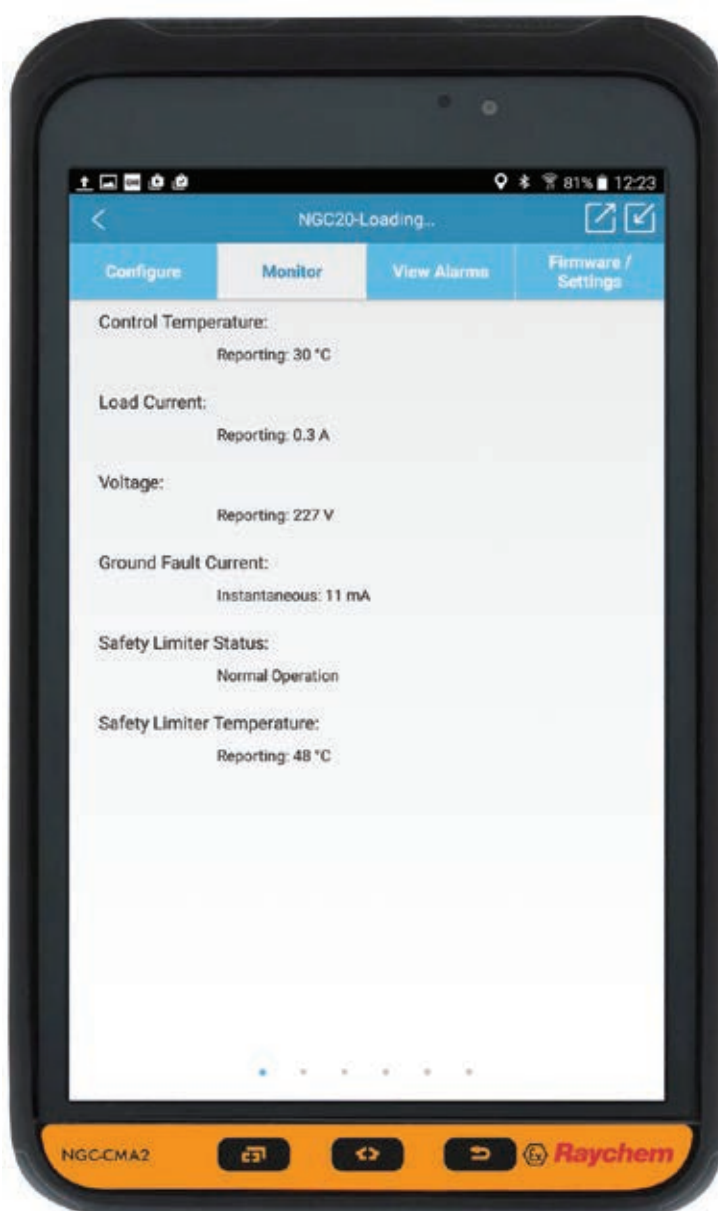 81% 12:23
NGC20-Loading...
Configure
Monitor
View Alarms
Firmware /
Settings
Control Temperature:
Reporting: 30 °C
Load Current:
Reporting: 0.3 A
Voltage:
Reporting: 227 V
Ground Fault Current:
Instantaneous: 11 mA
Safety Limiter Status:
Normal Operation
Safety Limiter Temperature:
Reporting: 48 °C
NGC-CMA2
Ex Raychem